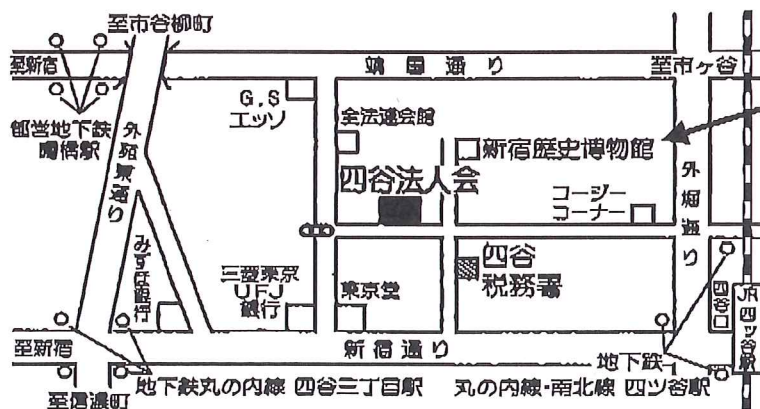 至市谷柳町
至新宿
靖国通り
至市ヶ谷
G.S
エッソ
全法連会館
都営地下鉄
曙橋駅
外苑東通り
新宿歴史博物館
四谷法人会
外堀通り
コージー
コーナー
みずほ銀行
三菱東京
UFJ
銀行
東京堂
四谷
税務署
四谷口
JR四ツ谷駅
至新宿
新宿通り
地下鉄
至信濃町
地下鉄丸の内線 四谷三丁目駅
丸の内線・南北線 四ツ谷駅